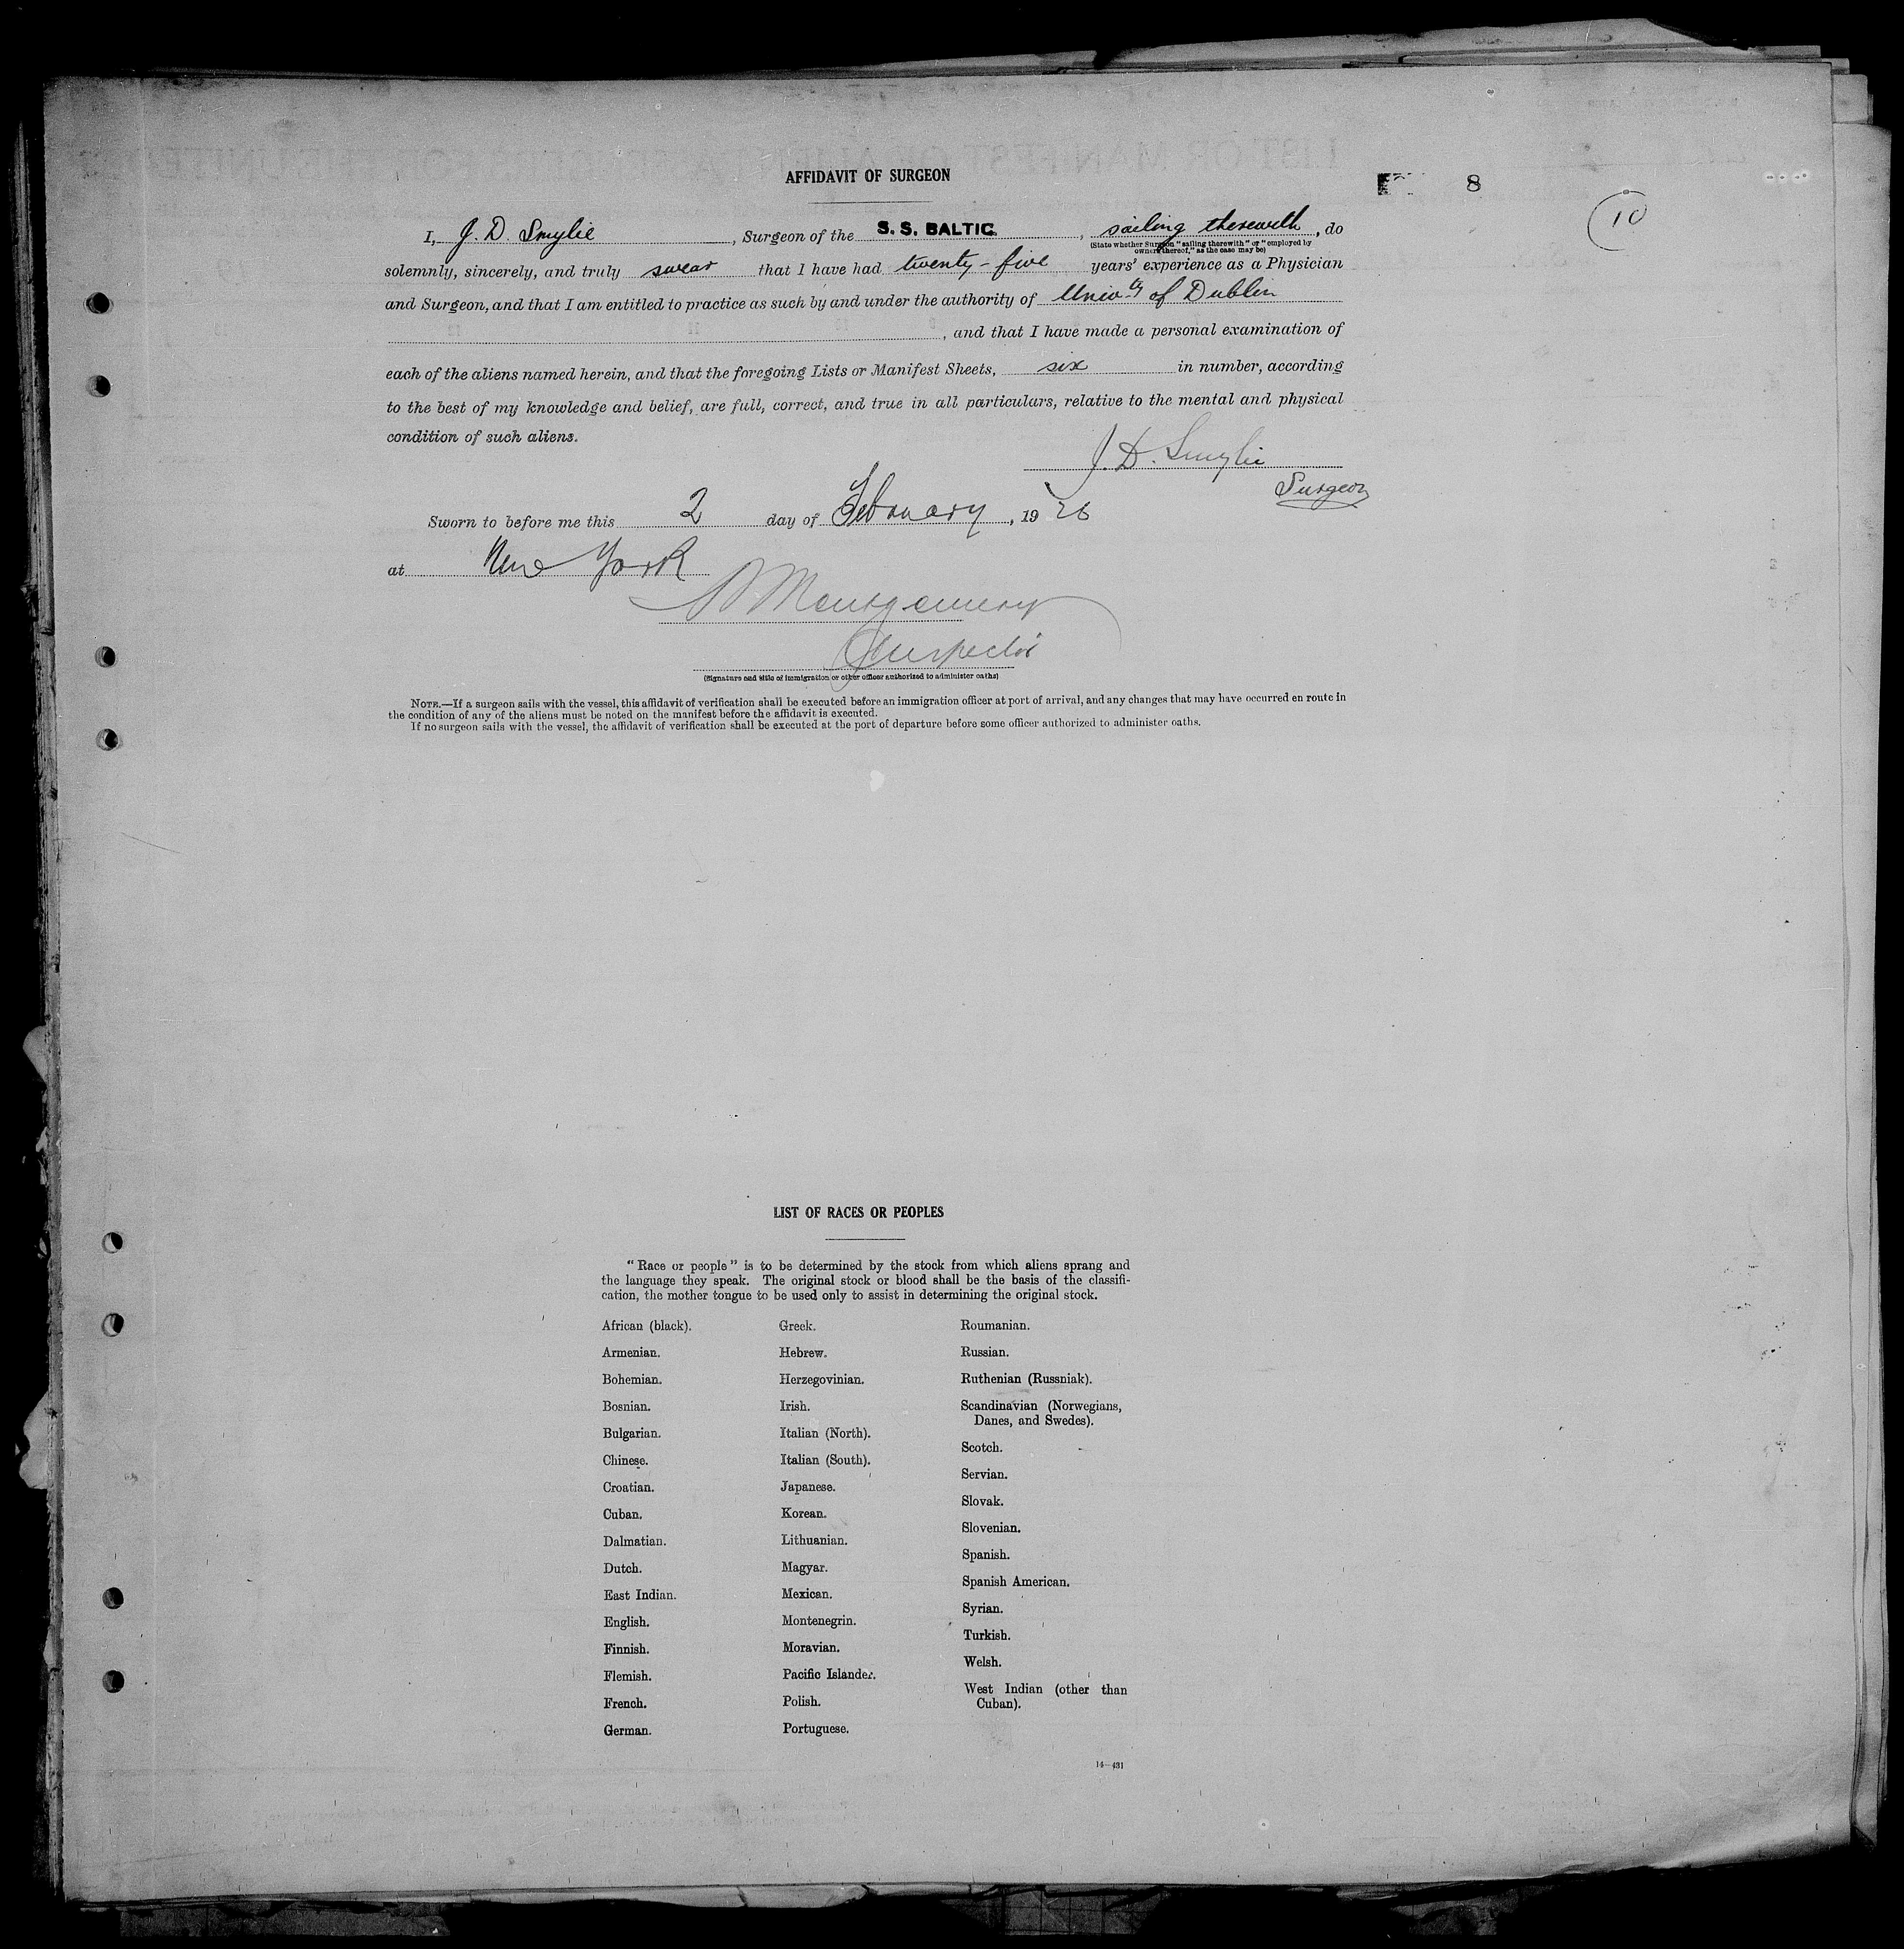 AFFIDAVIT OF SURGEON
8
10
I, J. D. Smylie, Surgeon of the S. S. BALTIC, sailing therewith, do
(State whether Surgeon "sailing therewith" or "employed by
owners thereof," as the case may be)
solemnly, sincerely, and truly swear that I have had twenty-five years' experience as a Physician
and Surgeon, and that I am entitled to practice as such by and under the authority of Univ.ty of Dublin
, and that I have made a personal examination of
each of the aliens named herein, and that the foregoing Lists or Manifest Sheets, six in number, according
to the best of my knowledge and belief, are full, correct, and true in all particulars, relative to the mental and physical
condition of such aliens.
J. D. Smylie
Surgeon
Sworn to before me this 2 day of February, 1926
at New York
Montgomery
Inspector
(Signature and title of immigration or other officer authorized to administer oaths)
NOTE.—If a surgeon sails with the vessel, this affidavit of verification shall be executed before an immigration officer at port of arrival, and any changes that may have occurred en route in
the condition of any of the aliens must be noted on the manifest before the affidavit is executed.
If no surgeon sails with the vessel, the affidavit of verification shall be executed at the port of departure before some officer authorized to administer oaths.
LIST OF RACES OR PEOPLES
"Race or people" is to be determined by the stock from which aliens sprang and
the language they speak. The original stock or blood shall be the basis of the classifi-
cation, the mother tongue to be used only to assist in determining the original stock.
African (black).
Armenian.
Bohemian.
Bosnian.
Bulgarian.
Chinese.
Croatian.
Cuban.
Dalmatian.
Dutch.
East Indian.
English.
Finnish.
Flemish.
French.
German.
Greek.
Hebrew.
Herzegovinian.
Irish.
Italian (North).
Italian (South).
Japanese.
Korean.
Lithuanian.
Magyar.
Mexican.
Montenegrin.
Moravian.
Pacific Islander.
Polish.
Portuguese.
Roumanian.
Russian.
Ruthenian (Russniak).
Scandinavian (Norwegians,
Danes, and Swedes).
Scotch.
Servian.
Slovak.
Slovenian.
Spanish.
Spanish American.
Syrian.
Turkish.
Welsh.
West Indian (other than
Cuban).
14—431